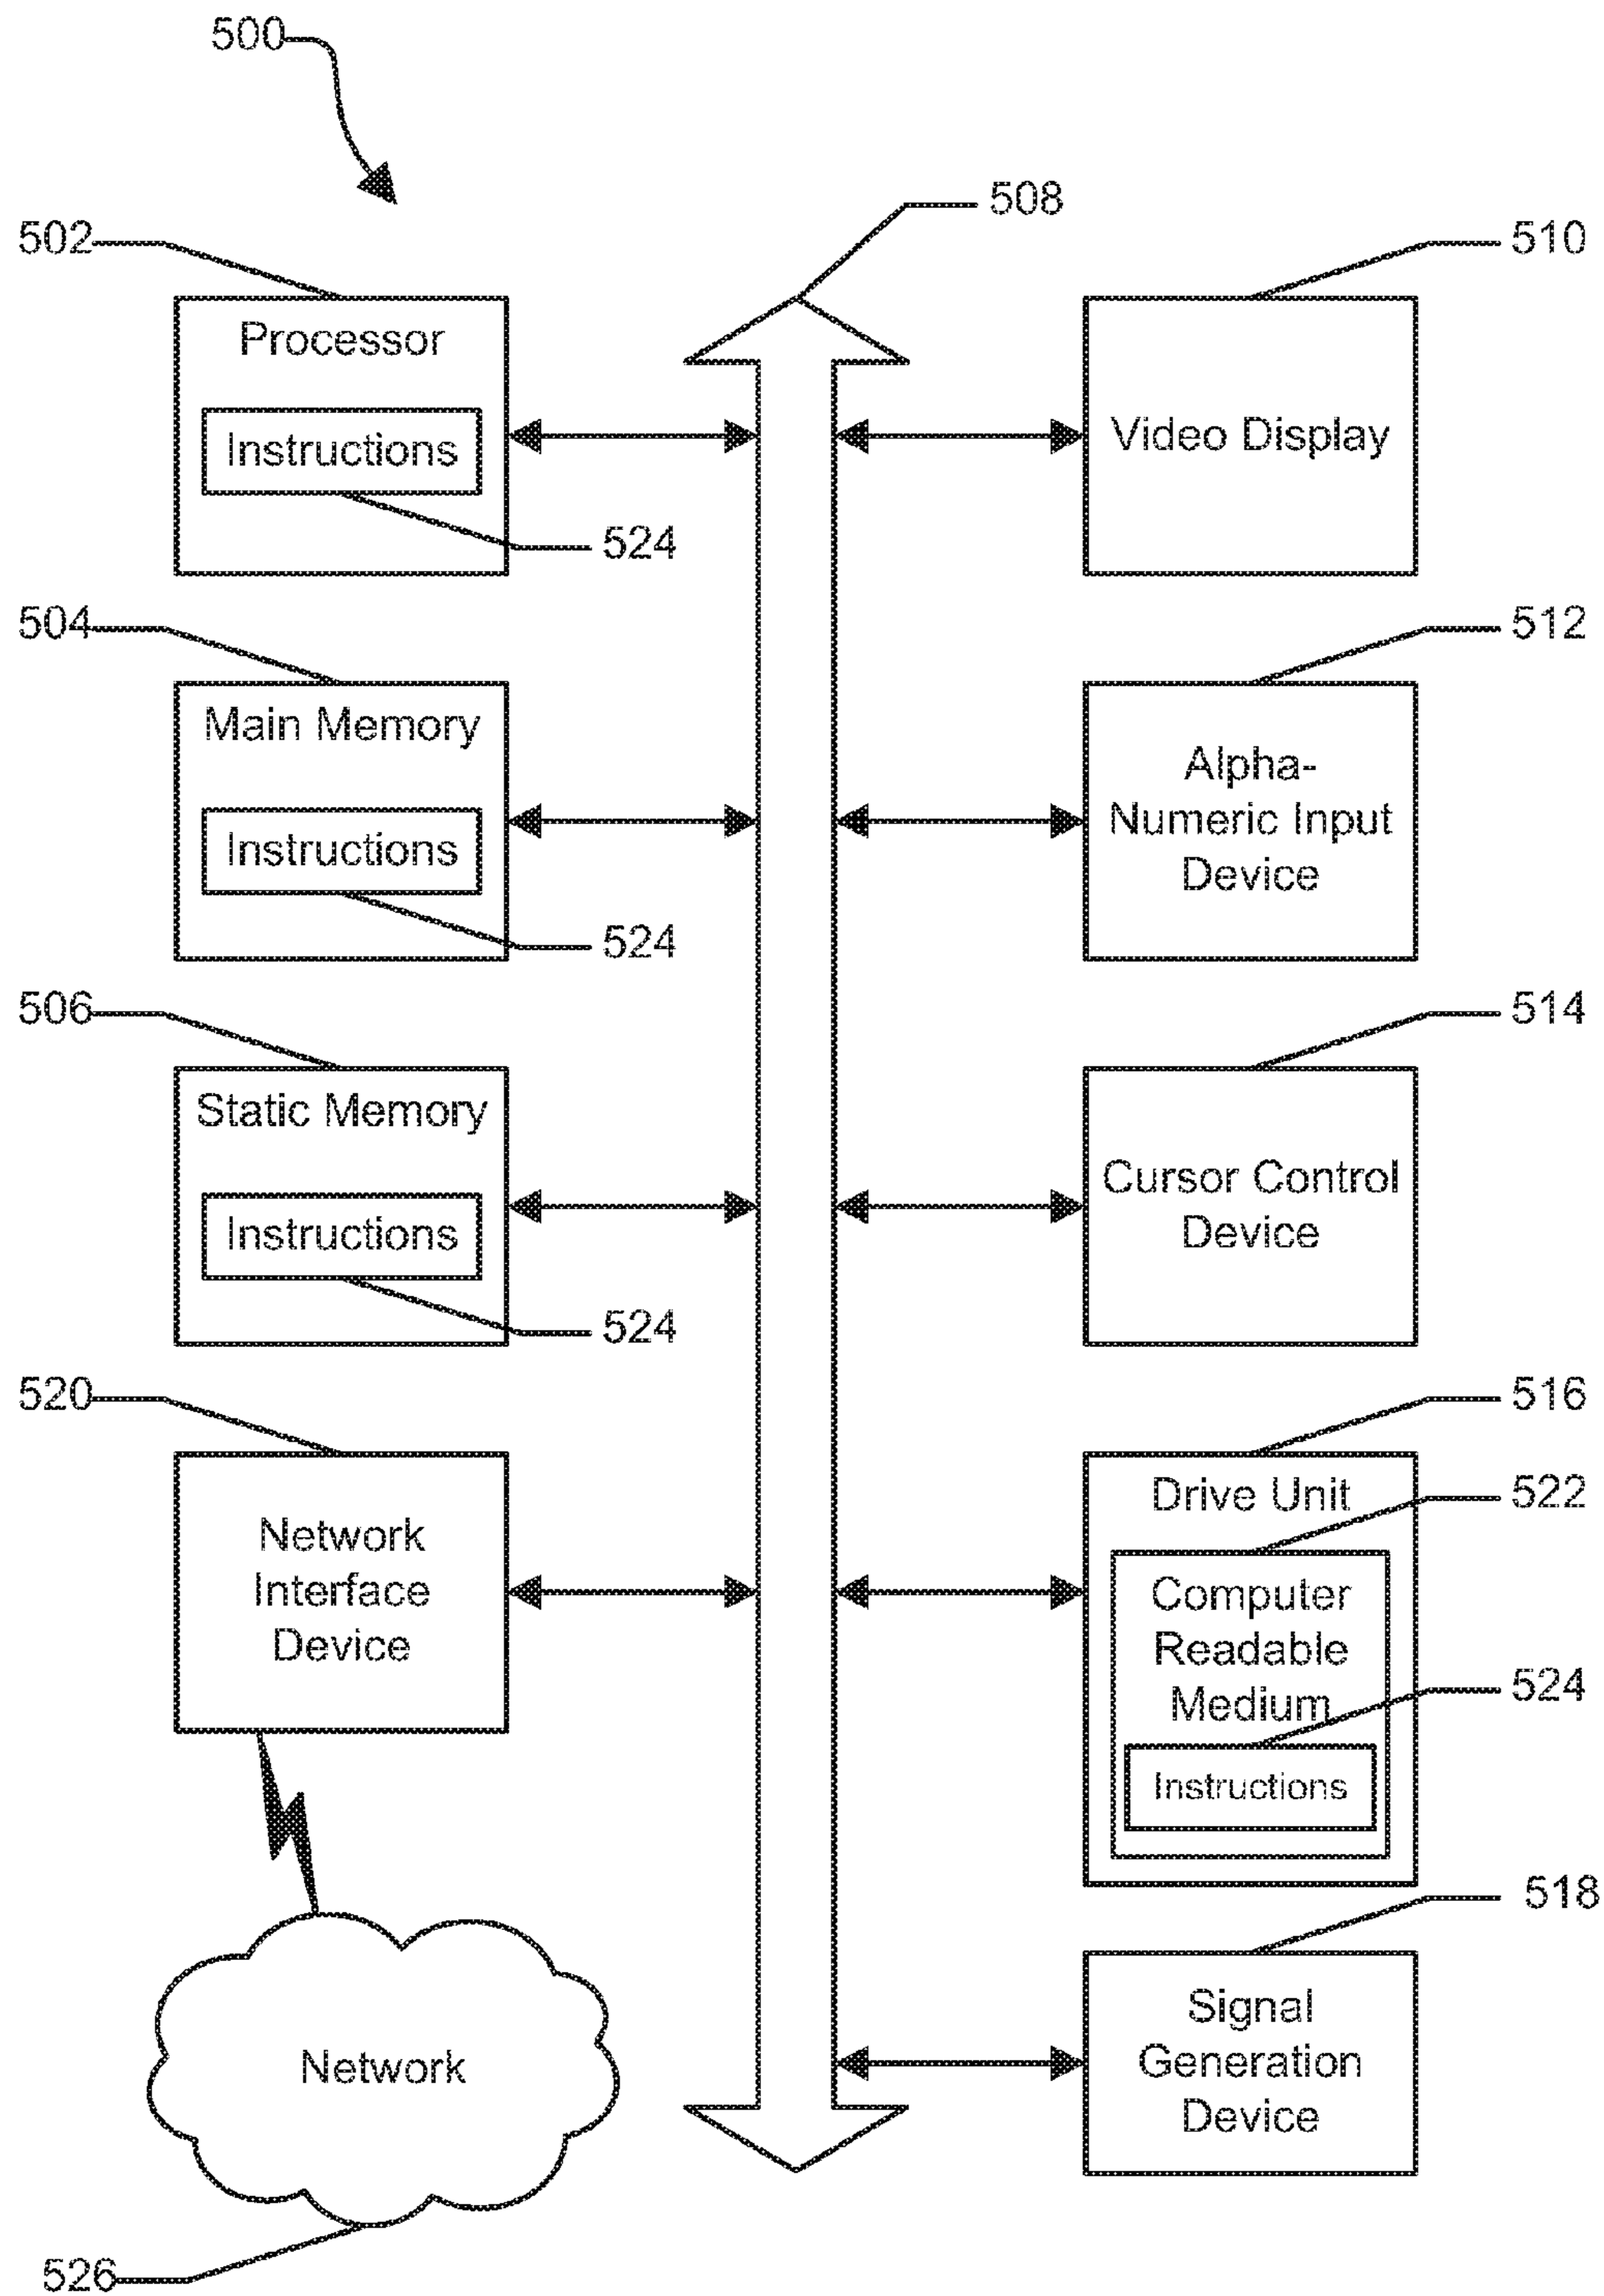 500
508
502
510
Processor
Instructions
Video Display
524
504
512
Main Memory
Instructions
Alpha-
Numeric Input
Device
524
506
514
Static Memory
Instructions
Cursor Control
Device
524
520
516
Network
Interface
Device
Drive Unit
522
Computer
Readable
Medium
524
Instructions
518
Network
Signal
Generation
Device
526